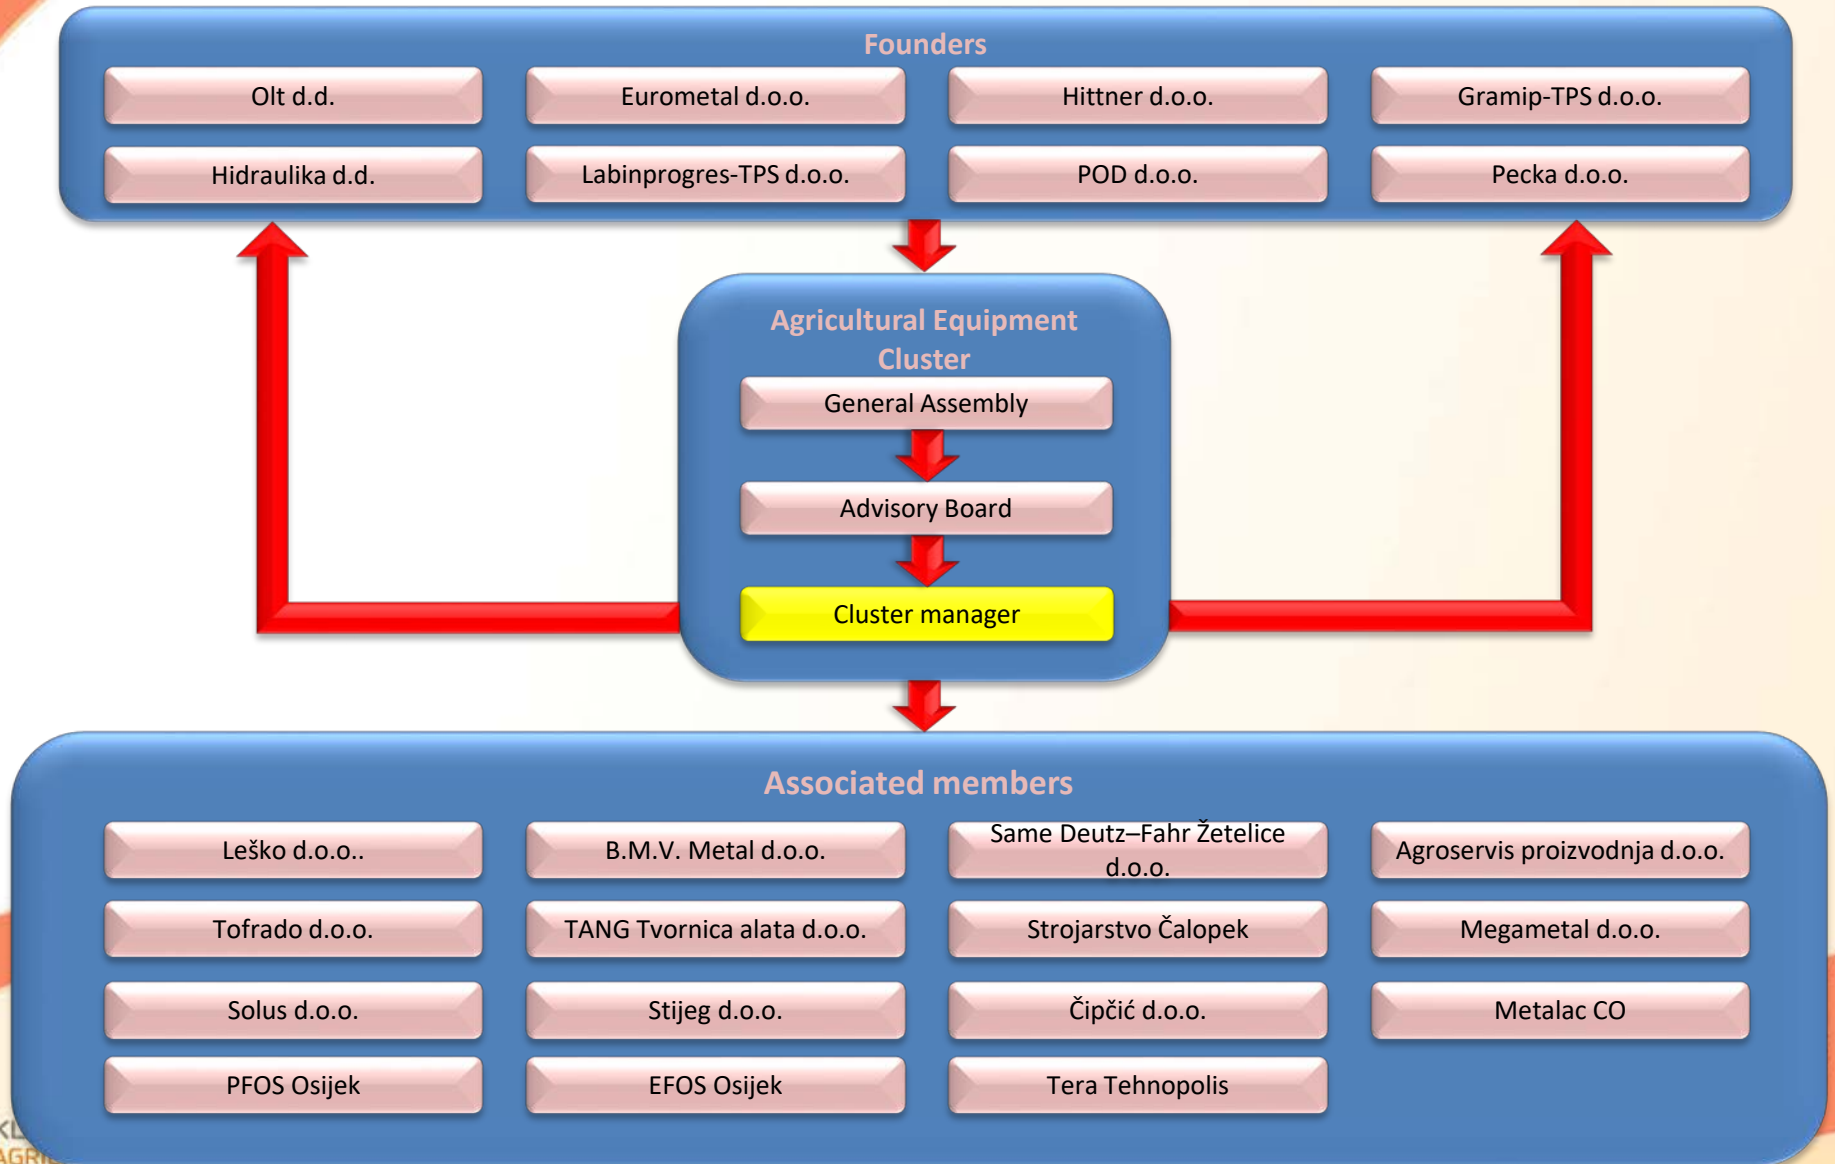 Founders
Olt d.d.
Eurometal d.o.o.
Hittner d.o.o.
Gramip-TPS d.o.o.
Hidraulika d.d.
Labinprogres-TPS d.o.o.
POD d.o.o.
Pecka d.o.o.
Agricultural Equipment
Cluster
General Assembly
Advisory Board
Cluster manager
Associated members
Leško d.o.o..
B.M.V. Metal d.o.o.
Same Deutz–Fahr Žetelice
d.o.o.
Agroservis proizvodnja d.o.o.
Tofrado d.o.o.
TANG Tvornica alata d.o.o.
Strojarstvo Čalopek
Megametal d.o.o.
Solus d.o.o.
Stijeg d.o.o.
Čipčić d.o.o.
Metalac CO
PFOS Osijek
EFOS Osijek
Tera Tehnopolis